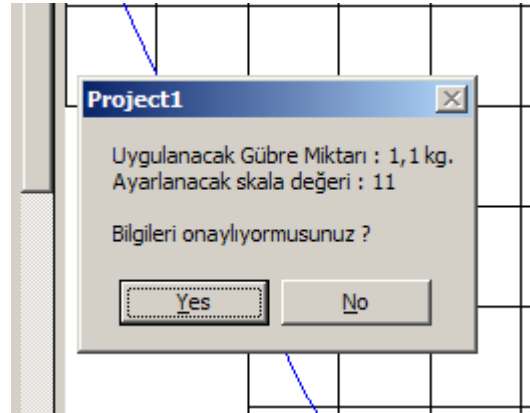 Project1
Uygulanacak Gübre Miktarı : 1,1 kg.
Ayarlanacak skala değeri : 11
Bilgileri onaylıyormusunuz ?
Yes
No